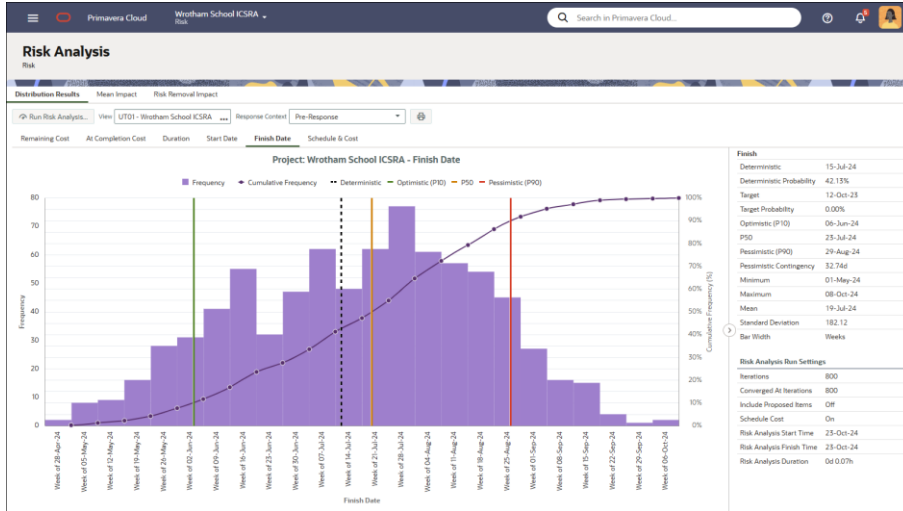 Primavera Cloud
Wrotham School ICSRA
Risk
Search in Primavera Cloud...
Risk Analysis
Risk
Distribution Results Mean Impact Risk Removal Impact
Run Risk Analysis... View UT01 - Wrotham School ICSRA ... Response Context Pre-Response
Remaining Cost At Completion Cost Duration Start Date Finish Date Schedule & Cost
Project: Wrotham School ICSRA - Finish Date
Frequency Cumulative Frequency Deterministic Optimistic (P10) P50 Pessimistic (P90)
Frequency
80
70
60
50
40
30
20
10
0
100%
90%
80%
70%
60%
50%
40%
30%
20%
10%
0%
Cumulative Frequency (%)
Week of 28-Apr-24
Week of 05-May-24
Week of 12-May-24
Week of 19-May-24
Week of 26-May-24
Week of 02-Jun-24
Week of 09-Jun-24
Week of 16-Jun-24
Week of 23-Jun-24
Week of 30-Jun-24
Week of 07-Jul-24
Week of 14-Jul-24
Week of 21-Jul-24
Week of 28-Jul-24
Week of 04-Aug-24
Week of 11-Aug-24
Week of 18-Aug-24
Week of 25-Aug-24
Week of 01-Sep-24
Week of 08-Sep-24
Week of 15-Sep-24
Week of 22-Sep-24
Week of 29-Sep-24
Week of 06-Oct-24
Finish Date
Finish
Deterministic 15-Jul-24
Deterministic Probability 42.13%
Target 12-Oct-23
Target Probability 0.00%
Optimistic (P10) 06-Jun-24
P50 23-Jul-24
Pessimistic (P90) 29-Aug-24
Pessimistic Contingency 32.74d
Minimum 01-May-24
Maximum 08-Oct-24
Mean 19-Jul-24
Standard Deviation 182.12
Bar Width Weeks
Risk Analysis Run Settings
Iterations 800
Converged At Iterations 800
Include Proposed Items Off
Schedule Cost On
Risk Analysis Start Time 23-Oct-24
Risk Analysis Finish Time 23-Oct-24
Risk Analysis Duration 0d 0.07h